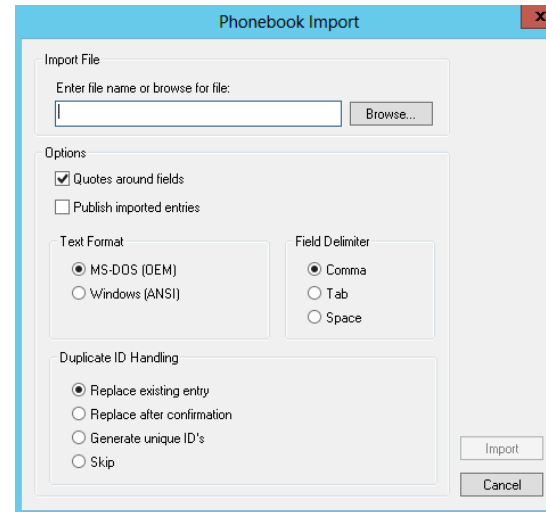 Phonebook Import
x
Import File
Enter file name or browse for file:
Browse...
Options
Quotes around fields
Publish imported entries
Text Format
MS-DOS (OEM)
Windows (ANSI)
Field Delimiter
Comma
Tab
Space
Duplicate ID Handling
Replace existing entry
Replace after confirmation
Generate unique ID's
Skip
Import
Cancel